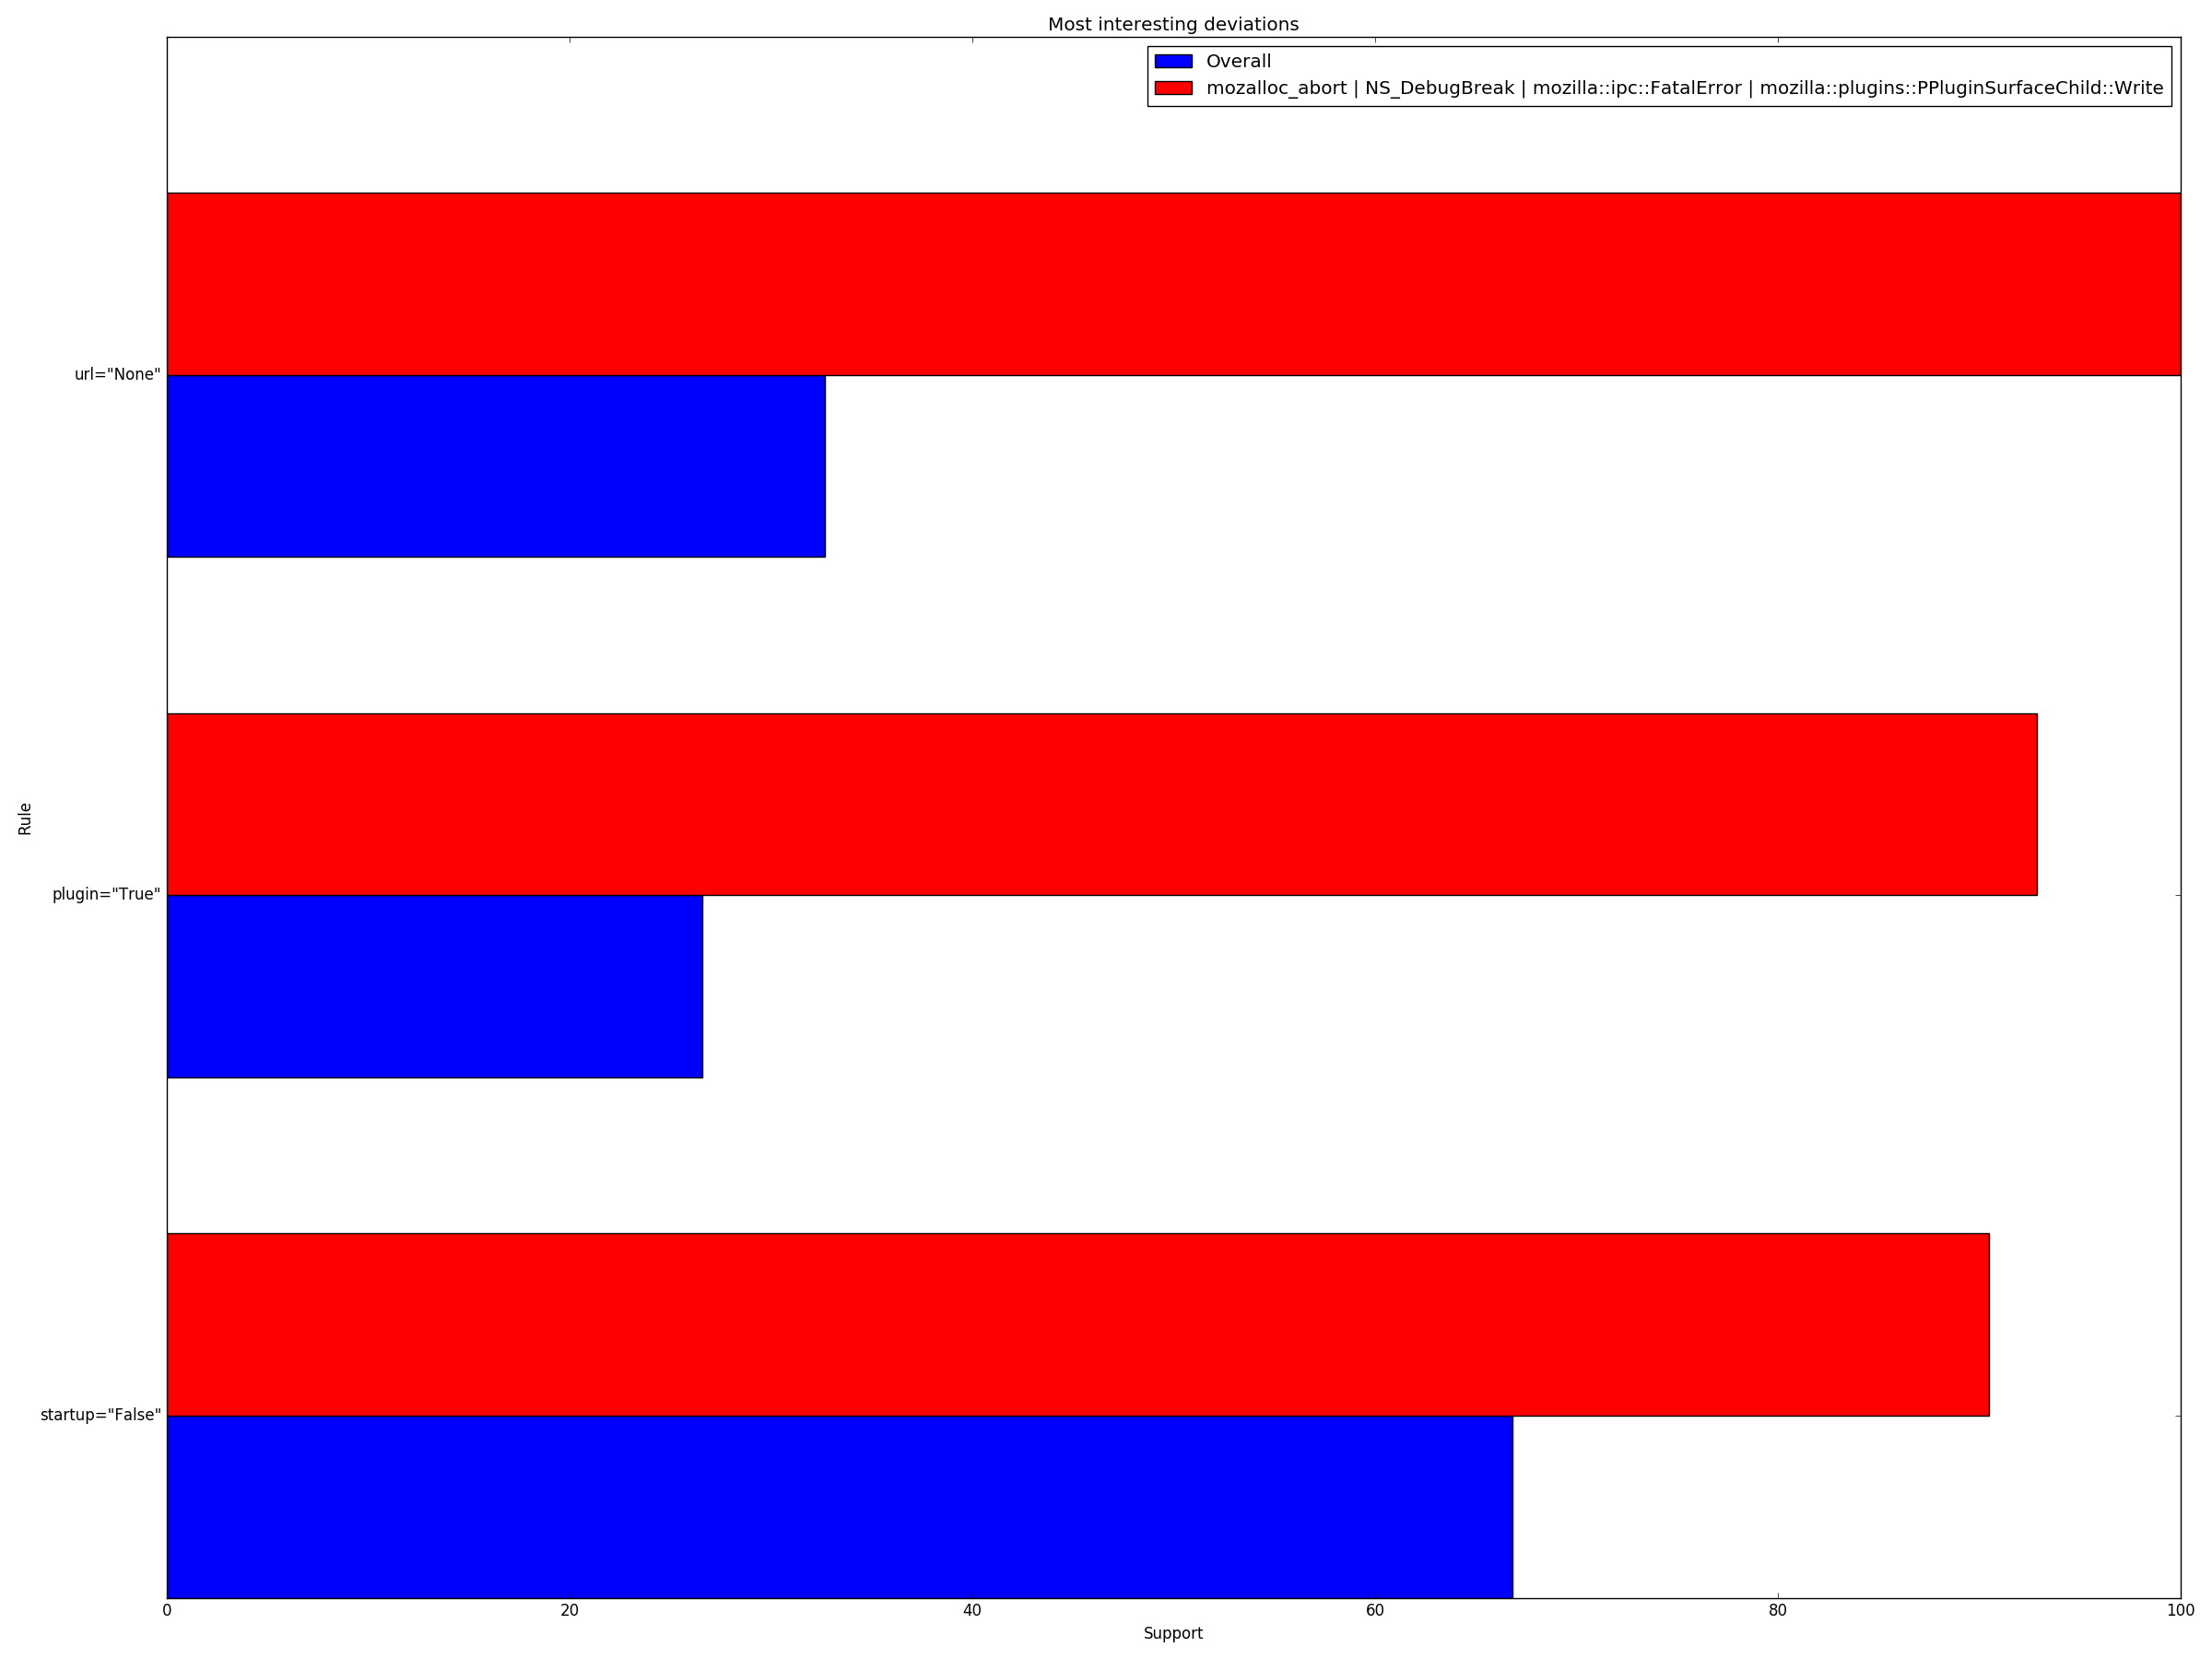 Most interesting deviations
Overall
mozalloc_abort | NS_DebugBreak | mozilla::ipc::FatalError | mozilla::plugins::PPluginSurfaceChild::Write
url="None"
Rule
plugin="True"
startup="False"
0 20 40 60 80 100
Support